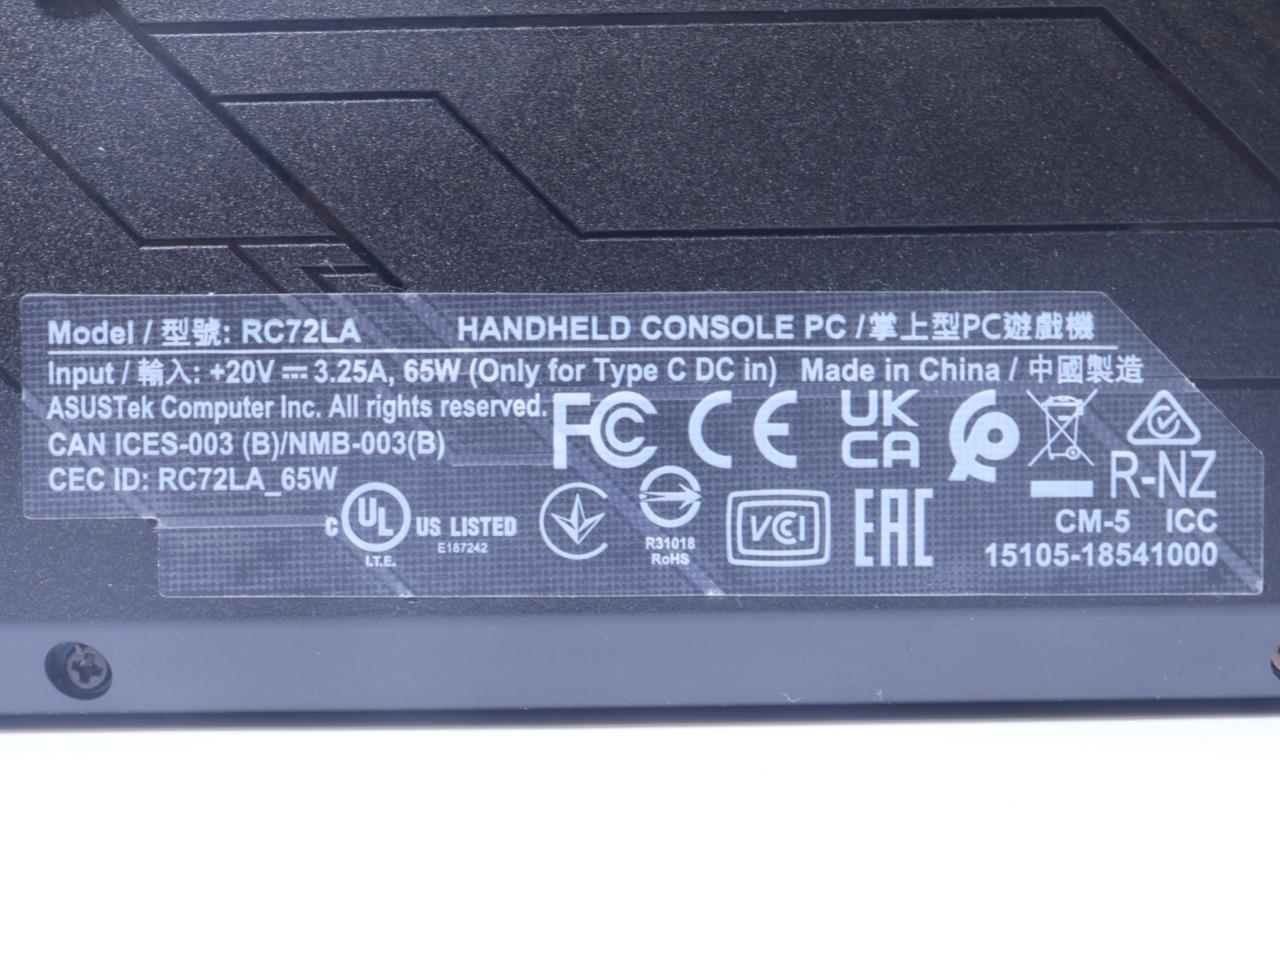 Model / 型號: RC72LA HANDHELD CONSOLE PC / 掌上型PC遊戲機
Input / 輸入: +20V ⎓ 3.25A, 65W (Only for Type C DC in) Made in China / 中國製造
ASUSTek Computer Inc. All rights reserved.
CAN ICES-003 (B)/NMB-003(B)
CEC ID: RC72LA_65W
FC CE UK
CA
R-NZ
C UL US LISTED
E187242
I.T.E.
R31018
RoHS
VCI
EAC
CM-5 ICC
15105-18541000